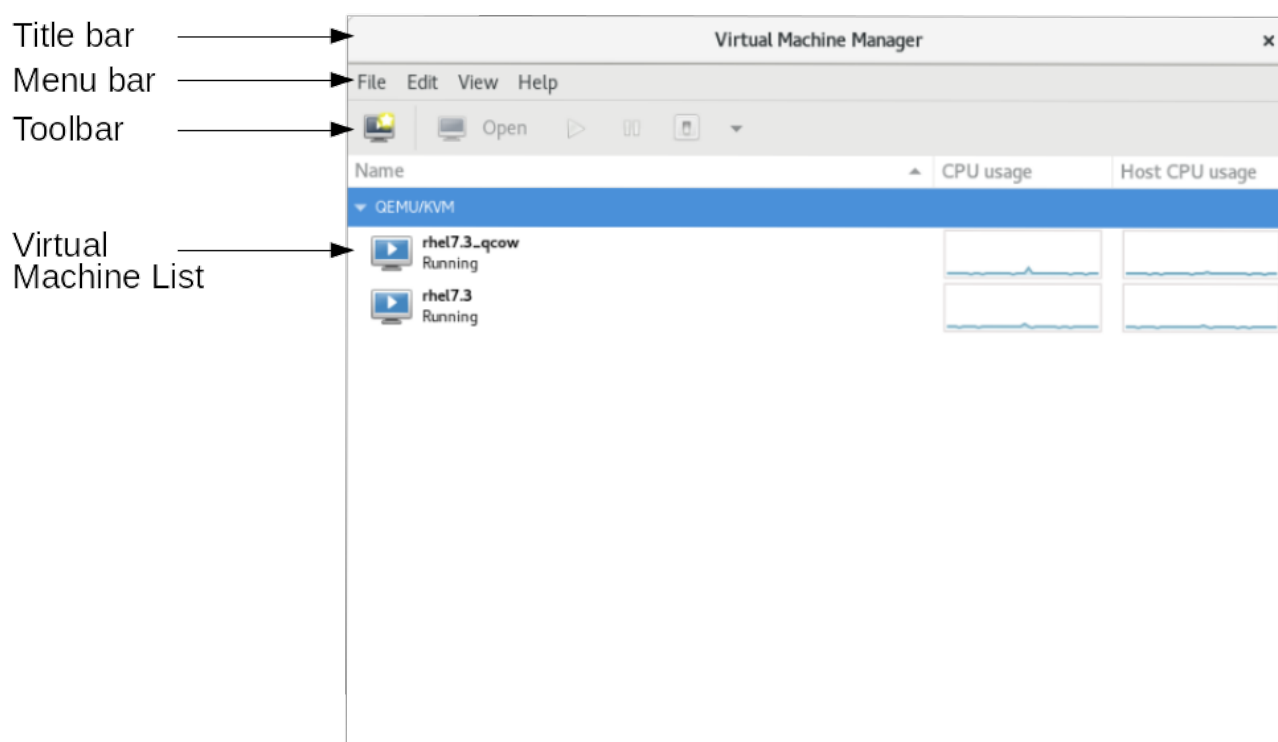 Title bar
Virtual Machine Manager
Menu bar
File Edit View Help
Toolbar
Open
Name CPU usage Host CPU usage
QEMU/KVM
Virtual
Machine List
rhel7.3_qcow
Running
rhel7.3
Running